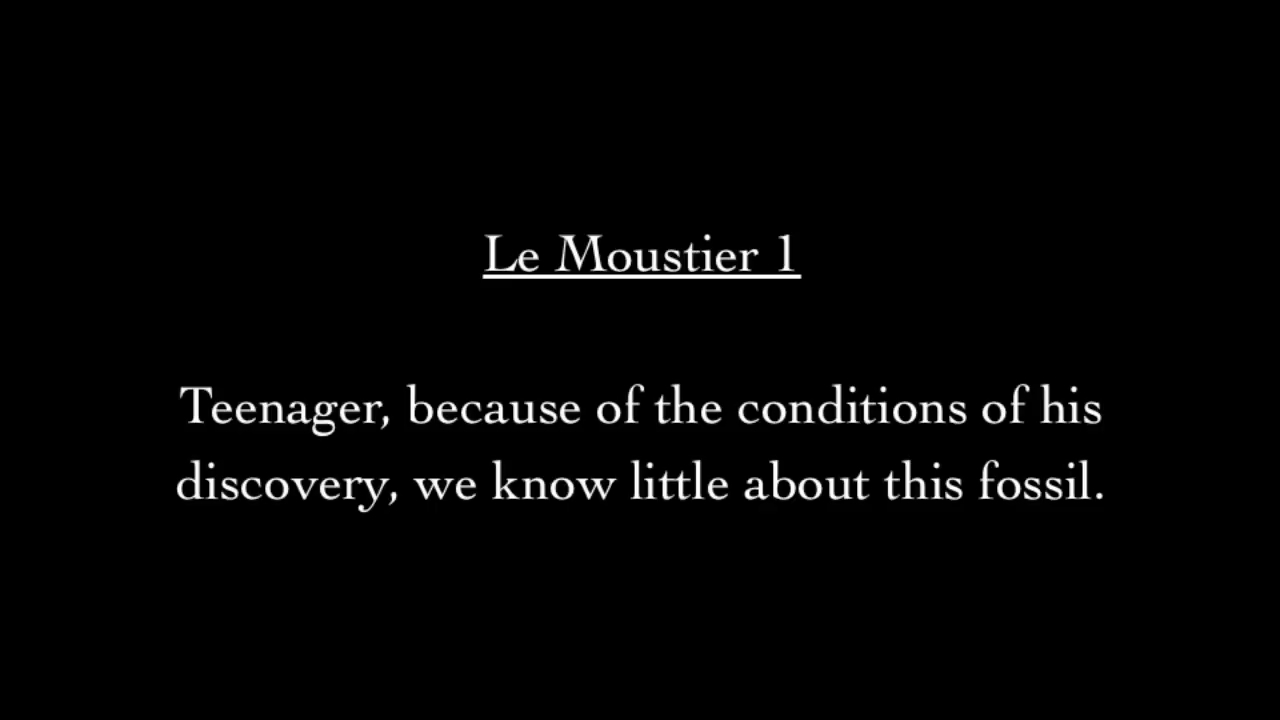 Le Moustier 1
Teenager, because of the conditions of his
discovery, we know little about this fossil.